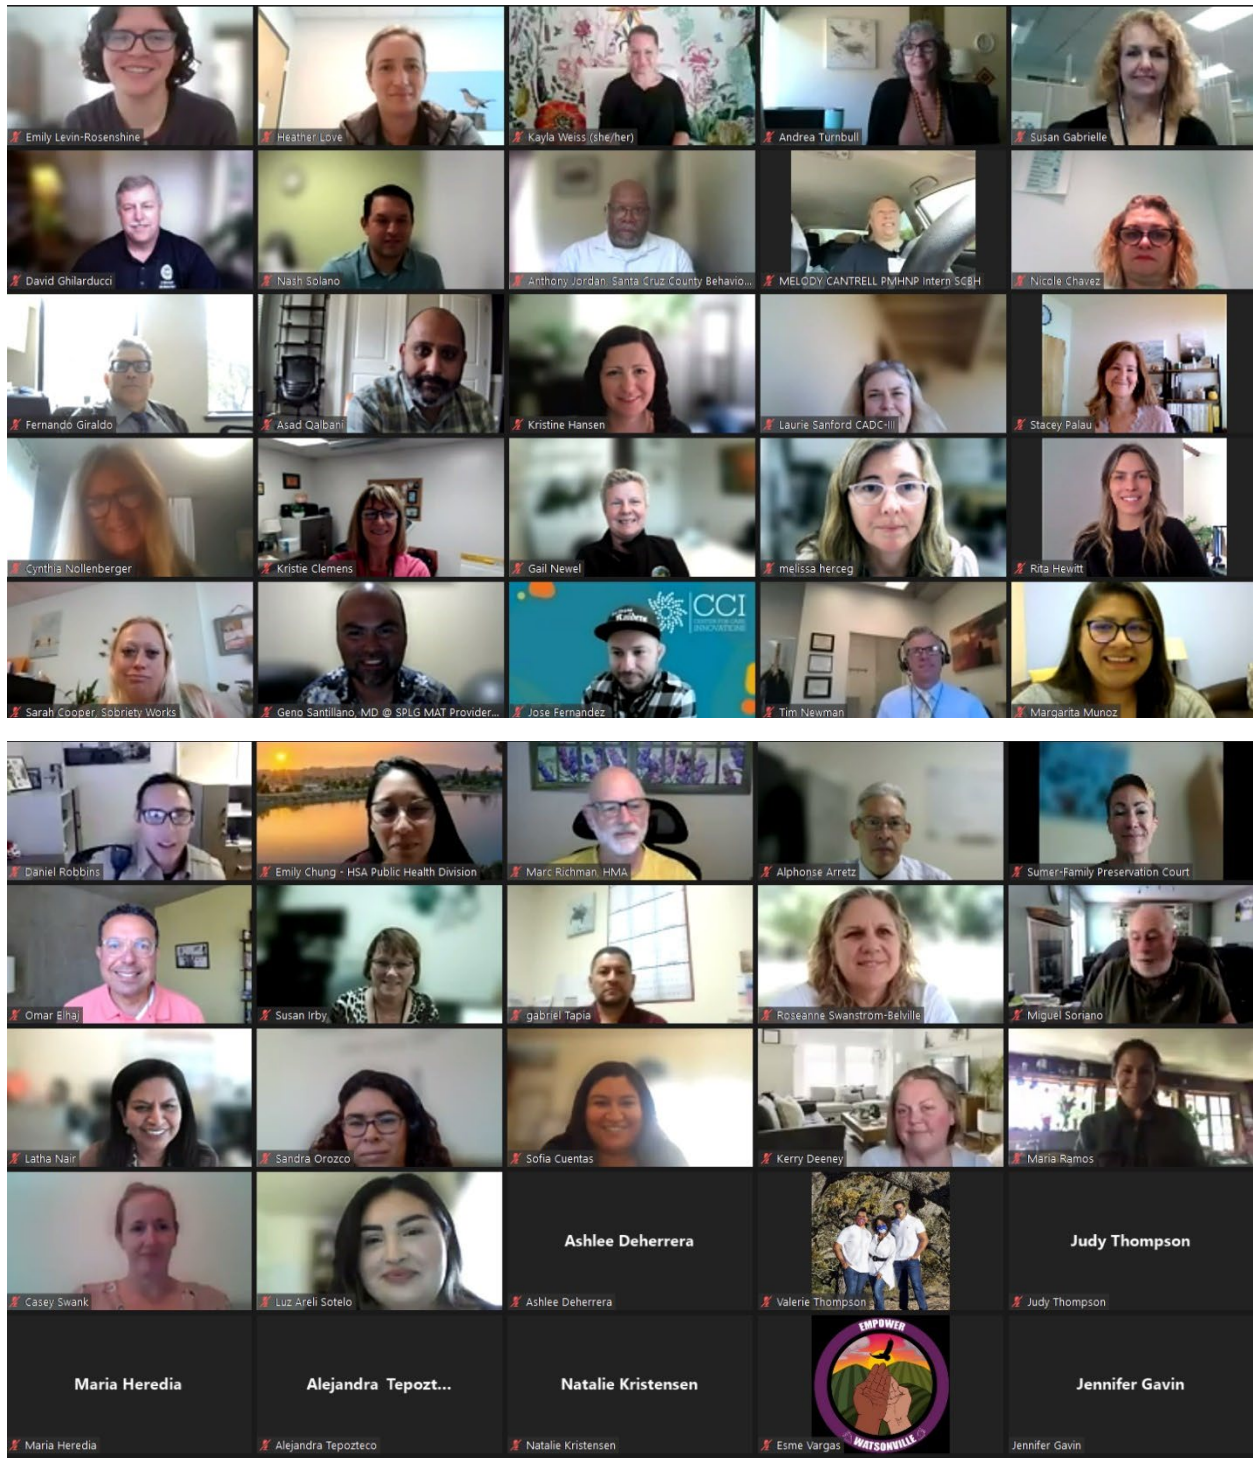 Emily Levin-Rosenshine
Heather Love
Kayla Weiss (she/her)
Andrea Turnbull
Susan Gabrielle
David Ghilarducci
Nash Solano
Anthony Jordan, Santa Cruz County Behavio...
MELODY CANTRELL PMHNP Intern SCBH
Nicole Chavez
Fernando Giraldo
Asad Qalbani
Kristine Hansen
Laurie Sanford CADC-III
Stacey Palau
Cynthia Nollenberger
Kristie Clemens
Gail Newel
melissa herceg
Rita Hewitt
Raiders
CCI
CENTER FOR CARE
INNOVATIONS
Sarah Cooper, Sobriety Works
Geno Santillano, MD @ SPLG MAT Provider...
Jose Fernandez
Tim Newman
Margarita Munoz
Daniel Robbins
Emily Chung - HSA Public Health Division
Marc Richman, HMA
Alphonse Arretz
Sumer-Family Preservation Court
Omar Elhaj
Susan Irby
gabriel Tapia
Roseanne Swanstrom-Belville
Miguel Soriano
Latha Nair
Sandra Orozco
Sofia Cuentas
Kerry Deeney
Maria Ramos
Ashlee Deherrera
Judy Thompson
Casey Swank
Luz Areli Sotelo
Ashlee Deherrera
Valerie Thompson
Judy Thompson
Maria Heredia
Alejandra Tepozt...
Natalie Kristensen
EMPOWER
WATSONVILLE
Jennifer Gavin
Maria Heredia
Alejandra Tepozteco
Natalie Kristensen
Esme Vargas
Jennifer Gavin